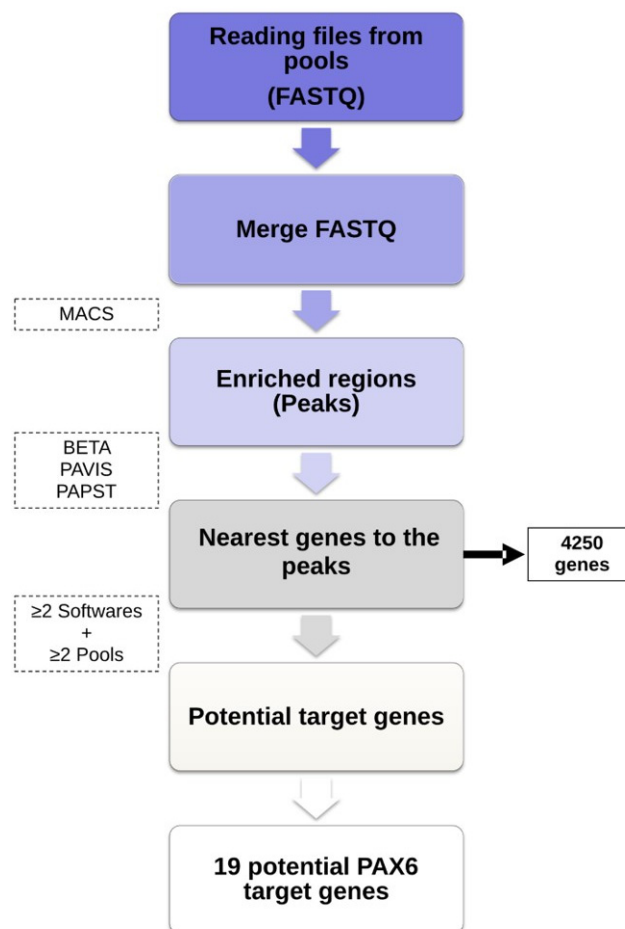 Reading files from
pools
(FASTQ)
Merge FASTQ
MACS
Enriched regions
(Peaks)
BETA
PAVIS
PAPST
Nearest genes to the
peaks
4250
genes
≥2 Softwares
+
≥2 Pools
Potential target genes
19 potential PAX6
target genes